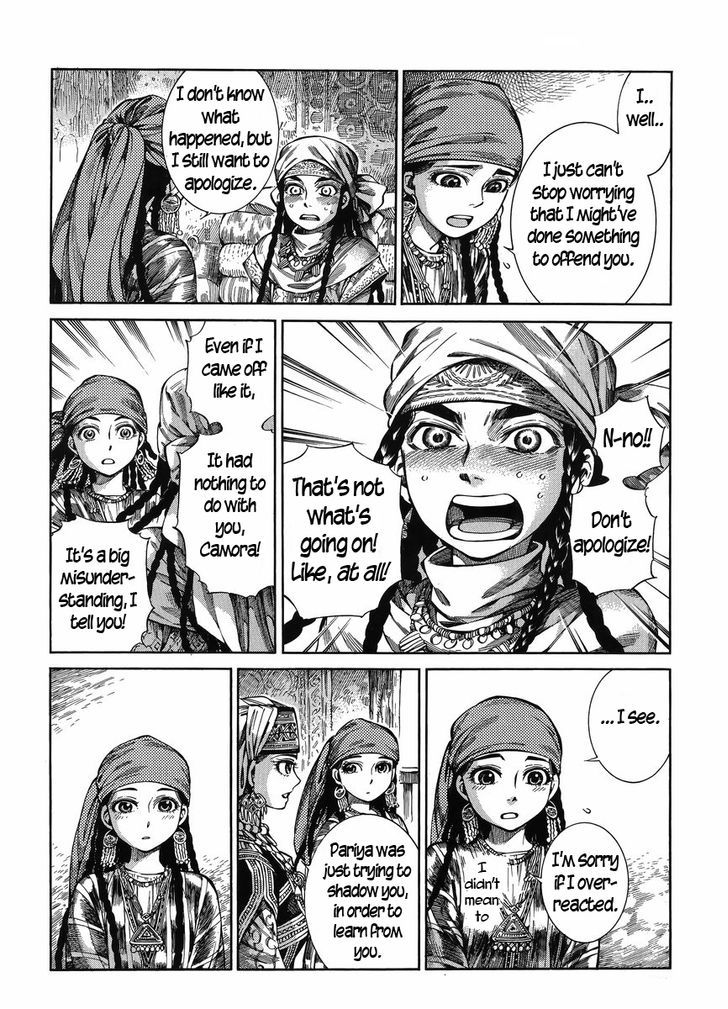 I..
well..
I just can't
stop worrying
that I might've
done something
to offend you.
I don't know
what
happened, but
I still want to
apologize.
N-no!!
Don't
apologize!
That's not
what's
going on!
Like, at all!
Even if I
came off
like it,
It had
nothing to
do with
you,
Camora!
It's a big
misunder-
standing, I
tell you!
...I see.
I'm sorry
if I over-
reacted.
I
didn't
mean
to
Pariya was
just trying to
shadow you,
in order to
learn from
you.